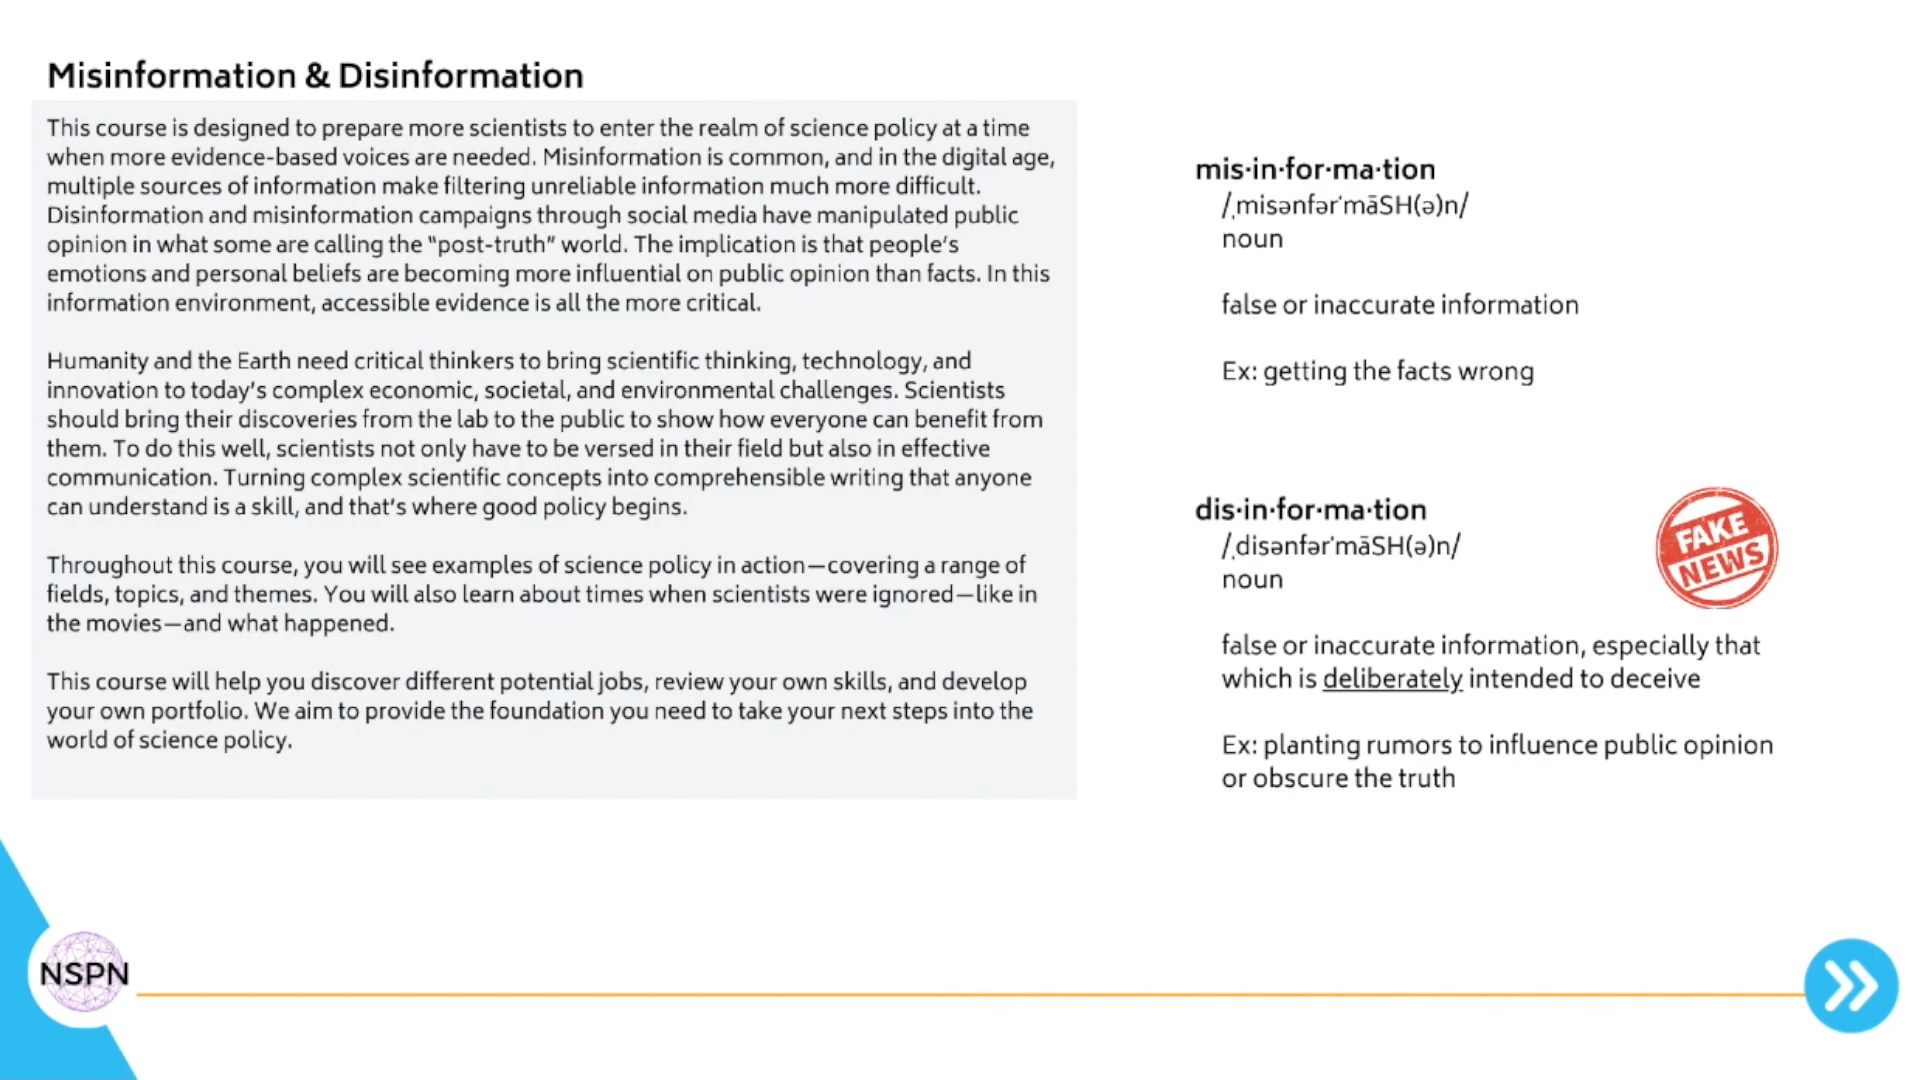 Misinformation & Disinformation
This course is designed to prepare more scientists to enter the realm of science policy at a time
when more evidence-based voices are needed. Misinformation is common, and in the digital age,
multiple sources of information make filtering unreliable information much more difficult.
Disinformation and misinformation campaigns through social media have manipulated public
opinion in what some are calling the “post-truth” world. The implication is that people’s
emotions and personal beliefs are becoming more influential on public opinion than facts. In this
information environment, accessible evidence is all the more critical.
Humanity and the Earth need critical thinkers to bring scientific thinking, technology, and
innovation to today’s complex economic, societal, and environmental challenges. Scientists
should bring their discoveries from the lab to the public to show how everyone can benefit from
them. To do this well, scientists not only have to be versed in their field but also in effective
communication. Turning complex scientific concepts into comprehensible writing that anyone
can understand is a skill, and that’s where good policy begins.
Throughout this course, you will see examples of science policy in action—covering a range of
fields, topics, and themes. You will also learn about times when scientists were ignored—like in
the movies—and what happened.
This course will help you discover different potential jobs, review your own skills, and develop
your own portfolio. We aim to provide the foundation you need to take your next steps into the
world of science policy.
mis·in·for·ma·tion
/ˌmisənfərˈmāSH(ə)n/
noun
false or inaccurate information
Ex: getting the facts wrong
dis·in·for·ma·tion
/ˌdisənfərˈmāSH(ə)n/
noun
FAKE
NEWS
false or inaccurate information, especially that
which is deliberately intended to deceive
Ex: planting rumors to influence public opinion
or obscure the truth
NSPN